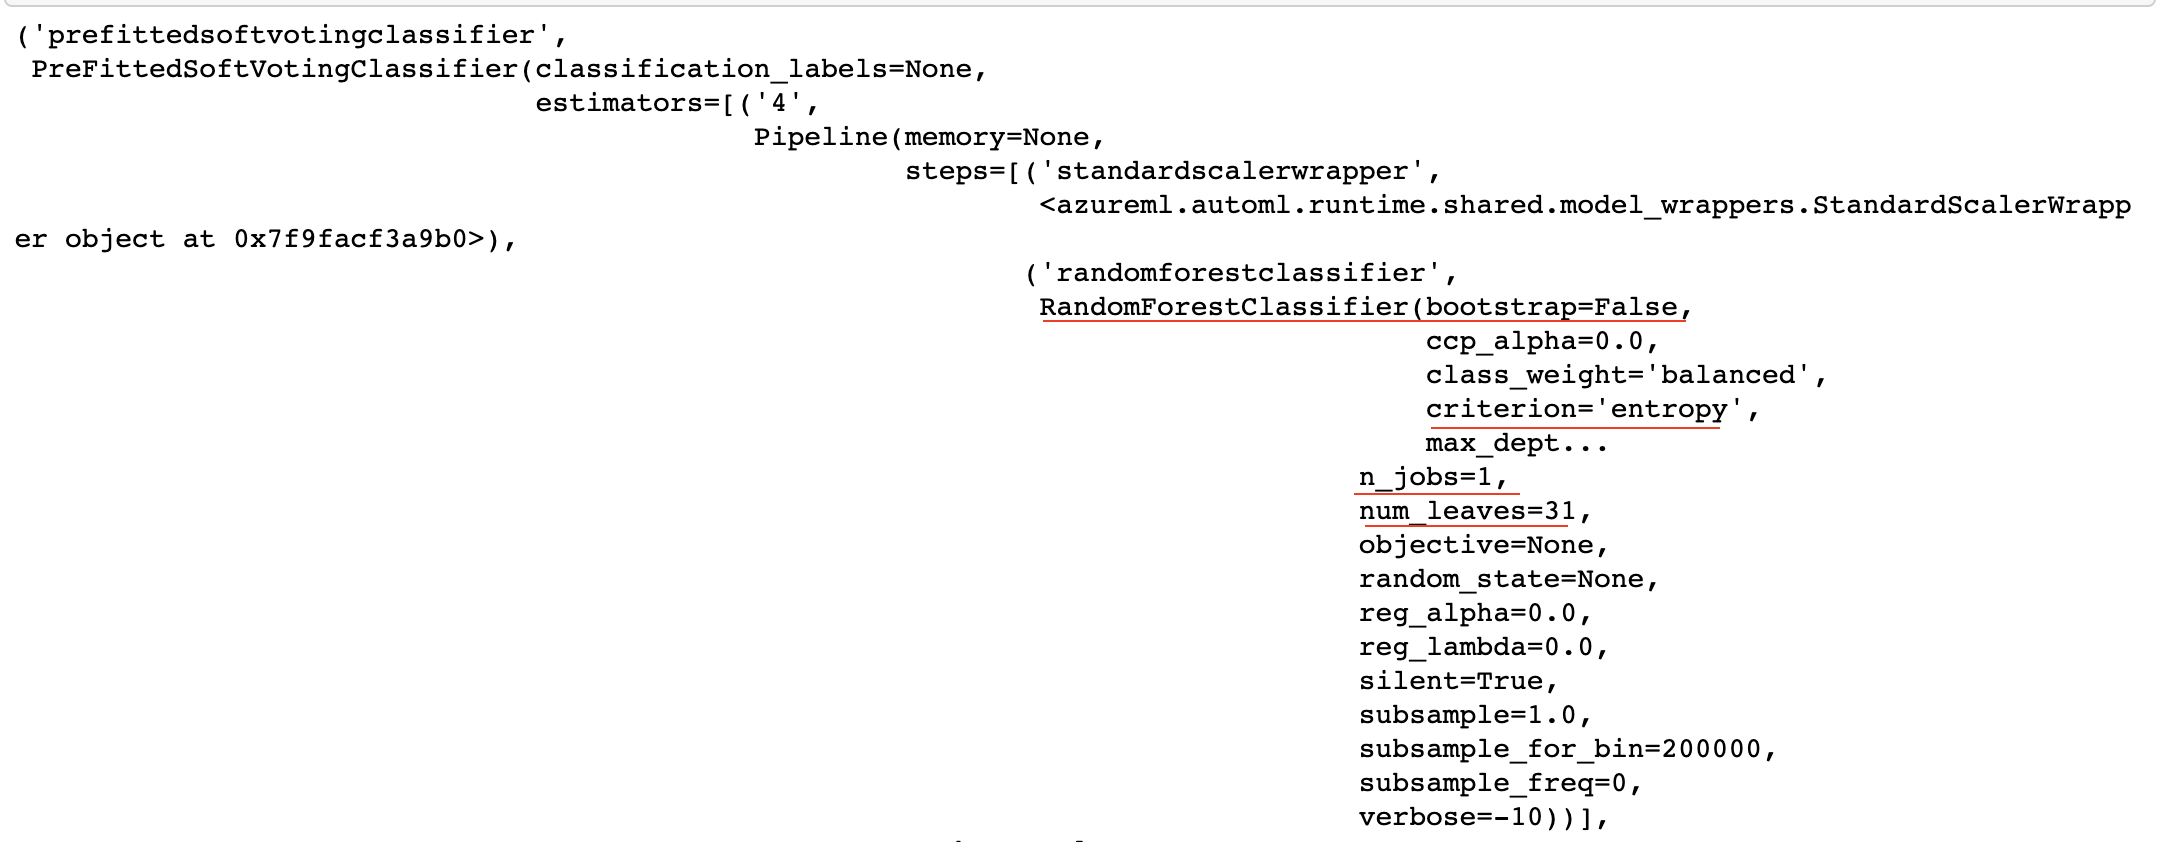 ('prefittedsoftvotingclassifier',
PreFittedSoftVotingClassifier(classification_labels=None,
estimators=[('4',
Pipeline(memory=None,
steps=[('standardscalerwrapper',
<azureml.automl.runtime.shared.model_wrappers.StandardScalerWrapp
er object at 0x7f9facf3a9b0>),
('randomforestclassifier',
RandomForestClassifier(bootstrap=False,
ccp_alpha=0.0,
class_weight='balanced',
criterion='entropy',
max_dept...
n_jobs=1,
num_leaves=31,
objective=None,
random_state=None,
reg_alpha=0.0,
reg_lambda=0.0,
silent=True,
subsample=1.0,
subsample_for_bin=200000,
subsample_freq=0,
verbose=-10))],